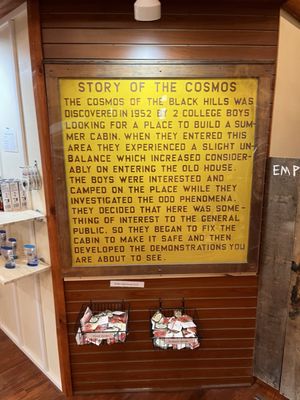 STORY OF THE COSMOS
THE COSMOS OF THE BLACK HILLS WAS
DISCOVERED IN 1952 BY 2 COLLEGE BOYS
LOOKING FOR A PLACE TO BUILD A SUM-
MER CABIN. WHEN THEY ENTERED THIS
AREA THEY EXPERIENCED A SLIGHT UN-
BALANCE WHICH INCREASED CONSIDER-
ABLY ON ENTERING THE OLD HOUSE.
THE BOYS WERE INTERESTED AND
CAMPED ON THE PLACE WHILE THEY
INVESTIGATED THE ODD PHENOMENA.
THEY DECIDED THAT HERE WAS SOME-
THING OF INTEREST TO THE GENERAL
PUBLIC, SO THEY BEGAN TO FIX THE
CABIN TO MAKE IT SAFE AND THEN
DEVELOPED THE DEMONSTRATIONS YOU
ARE ABOUT TO SEE.
EMP